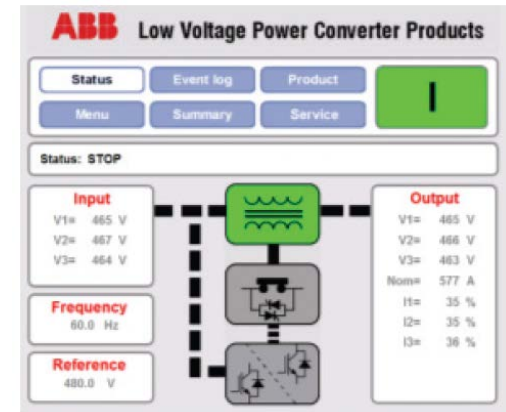 ABB Low Voltage Power Converter Products
Status Event log Product
I
Menu Summary Service
Status: STOP
Input
V1= 465 V
V2= 467 V
V3= 464 V
Frequency
60.0 Hz
Reference
480.0 V
Output
V1= 465 V
V2= 466 V
V3= 463 V
Nom= 577 A
I1= 35 %
I2= 35 %
I3= 36 %